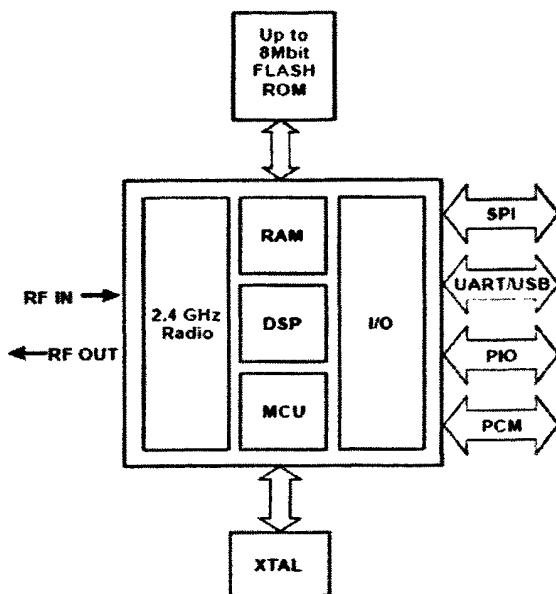 Up to
8Mbit
FLASH
ROM
RAM
SPI
UART/USB
RF IN
2.4 GHz
Radio
DSP
I/O
RF OUT
PIO
MCU
PCM
XTAL